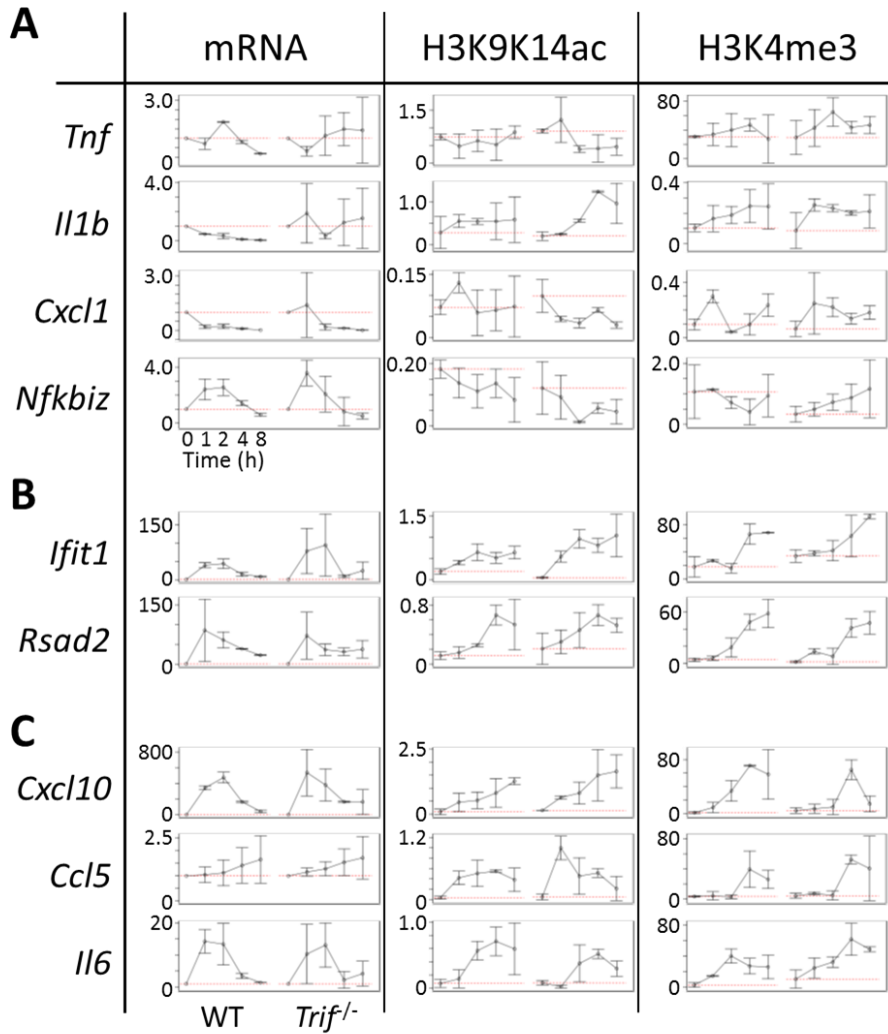 A
mRNA H3K9K14ac H3K4me3
Tnf 3.0 0 1.5 0 80 0
Il1b 4.0 0 1.0 0 0.4 0
Cxcl1 3.0 0 0.15 0 0.4 0
Nfkbiz 4.0 0 0.20 0 2.0 0
0 1 2 4 8
Time (h)
B
Ifit1 150 0 1.5 0 80 0
Rsad2 150 0 0.8 0 60 0
C
Cxcl10 800 0 2.5 0 80 0
Ccl5 2.5 0 1.2 0 80 0
Il6 20 0 1.0 0 80 0
WT Trif-/-